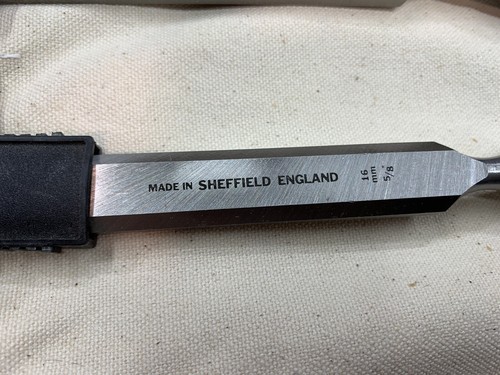 MADE IN SHEFFIELD ENGLAND
16
mm
5/8"